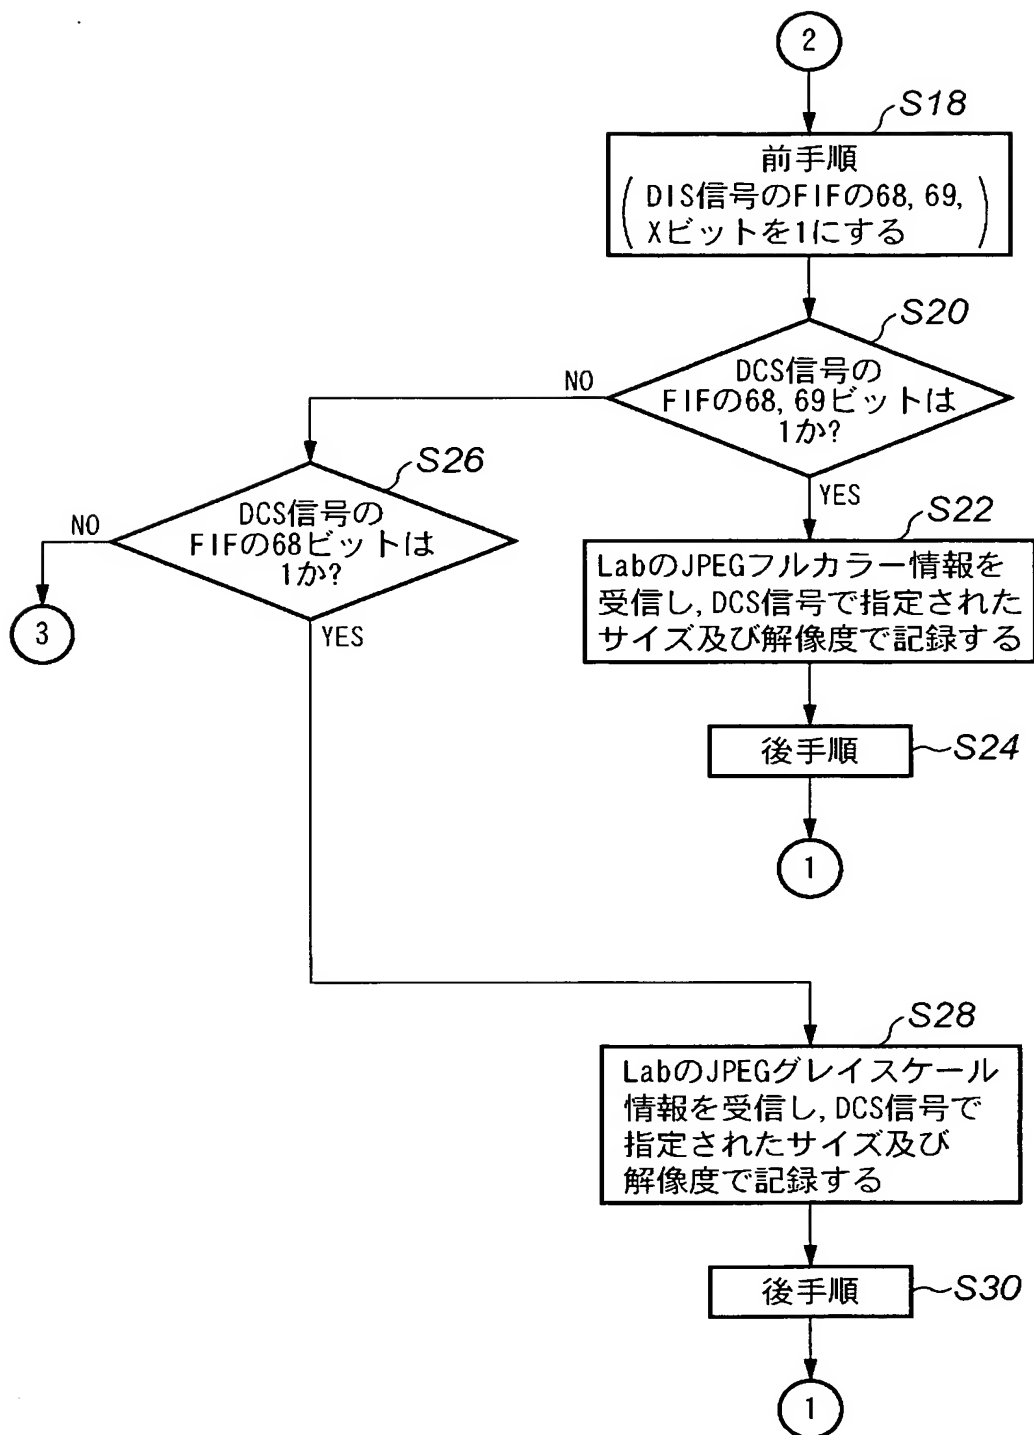 2
S18
前手順
DIS信号のFIFの68, 69,
Xビットを1にする
S20
DCS信号の
FIFの68, 69ビットは
1か?
NO
YES
S26
DCS信号の
FIFの68ビットは
1か?
NO
YES
3
S22
LabのJPEGフルカラー情報を
受信し, DCS信号で指定された
サイズ及び解像度で記録する
後手順
S24
1
S28
LabのJPEGグレイスケール
情報を受信し, DCS信号で
指定されたサイズ及び
解像度で記録する
後手順
S30
1